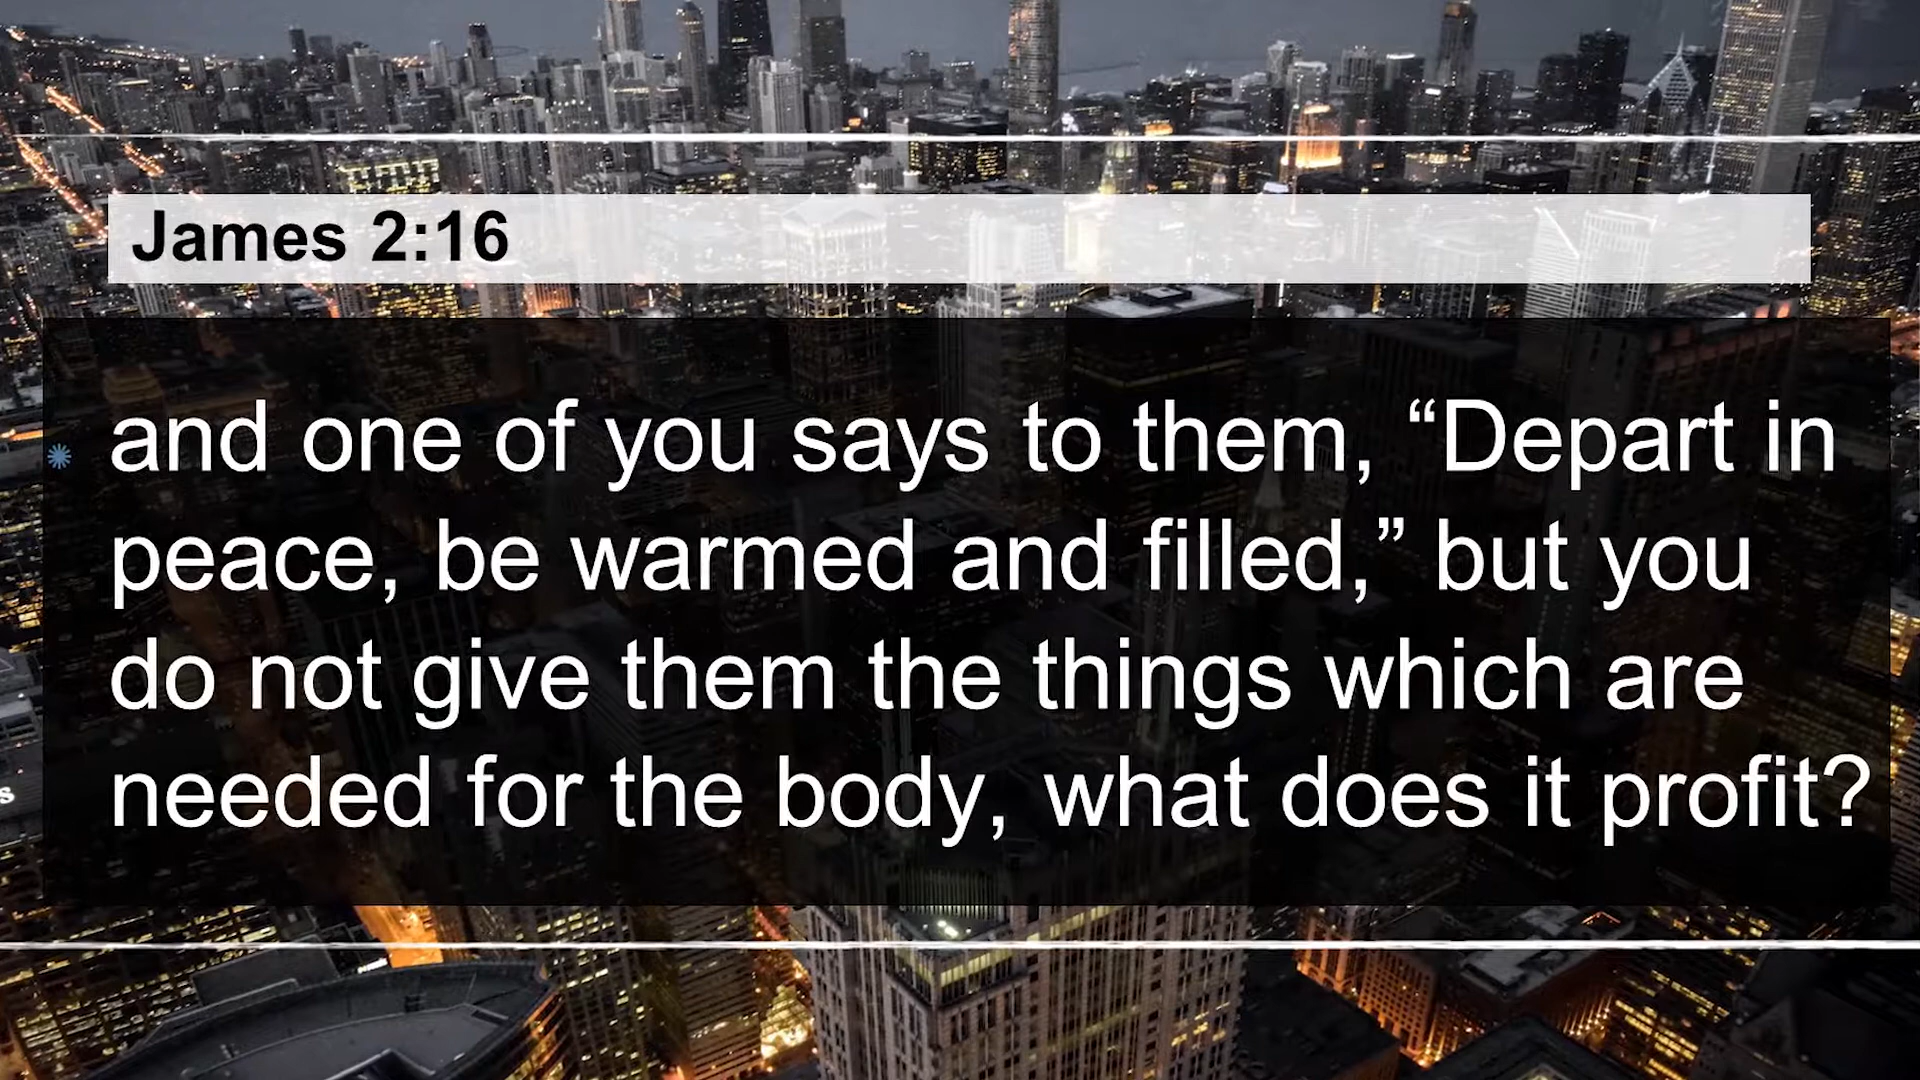 James 2:16
and one of you says to them, “Depart in
peace, be warmed and filled,” but you
do not give them the things which are
needed for the body, what does it profit?